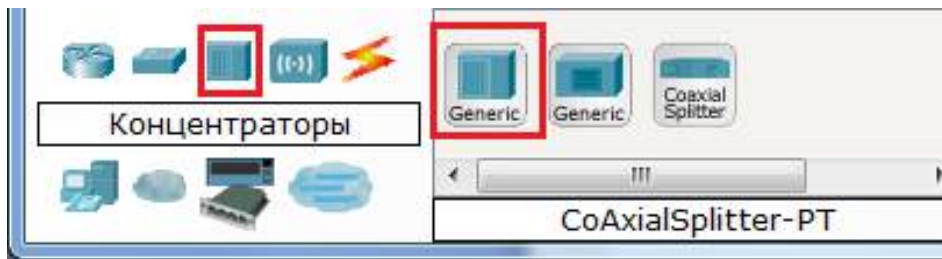 Generic
Generic
Coaxial
Splitter
Концентраторы
CoAxialSplitter-PT